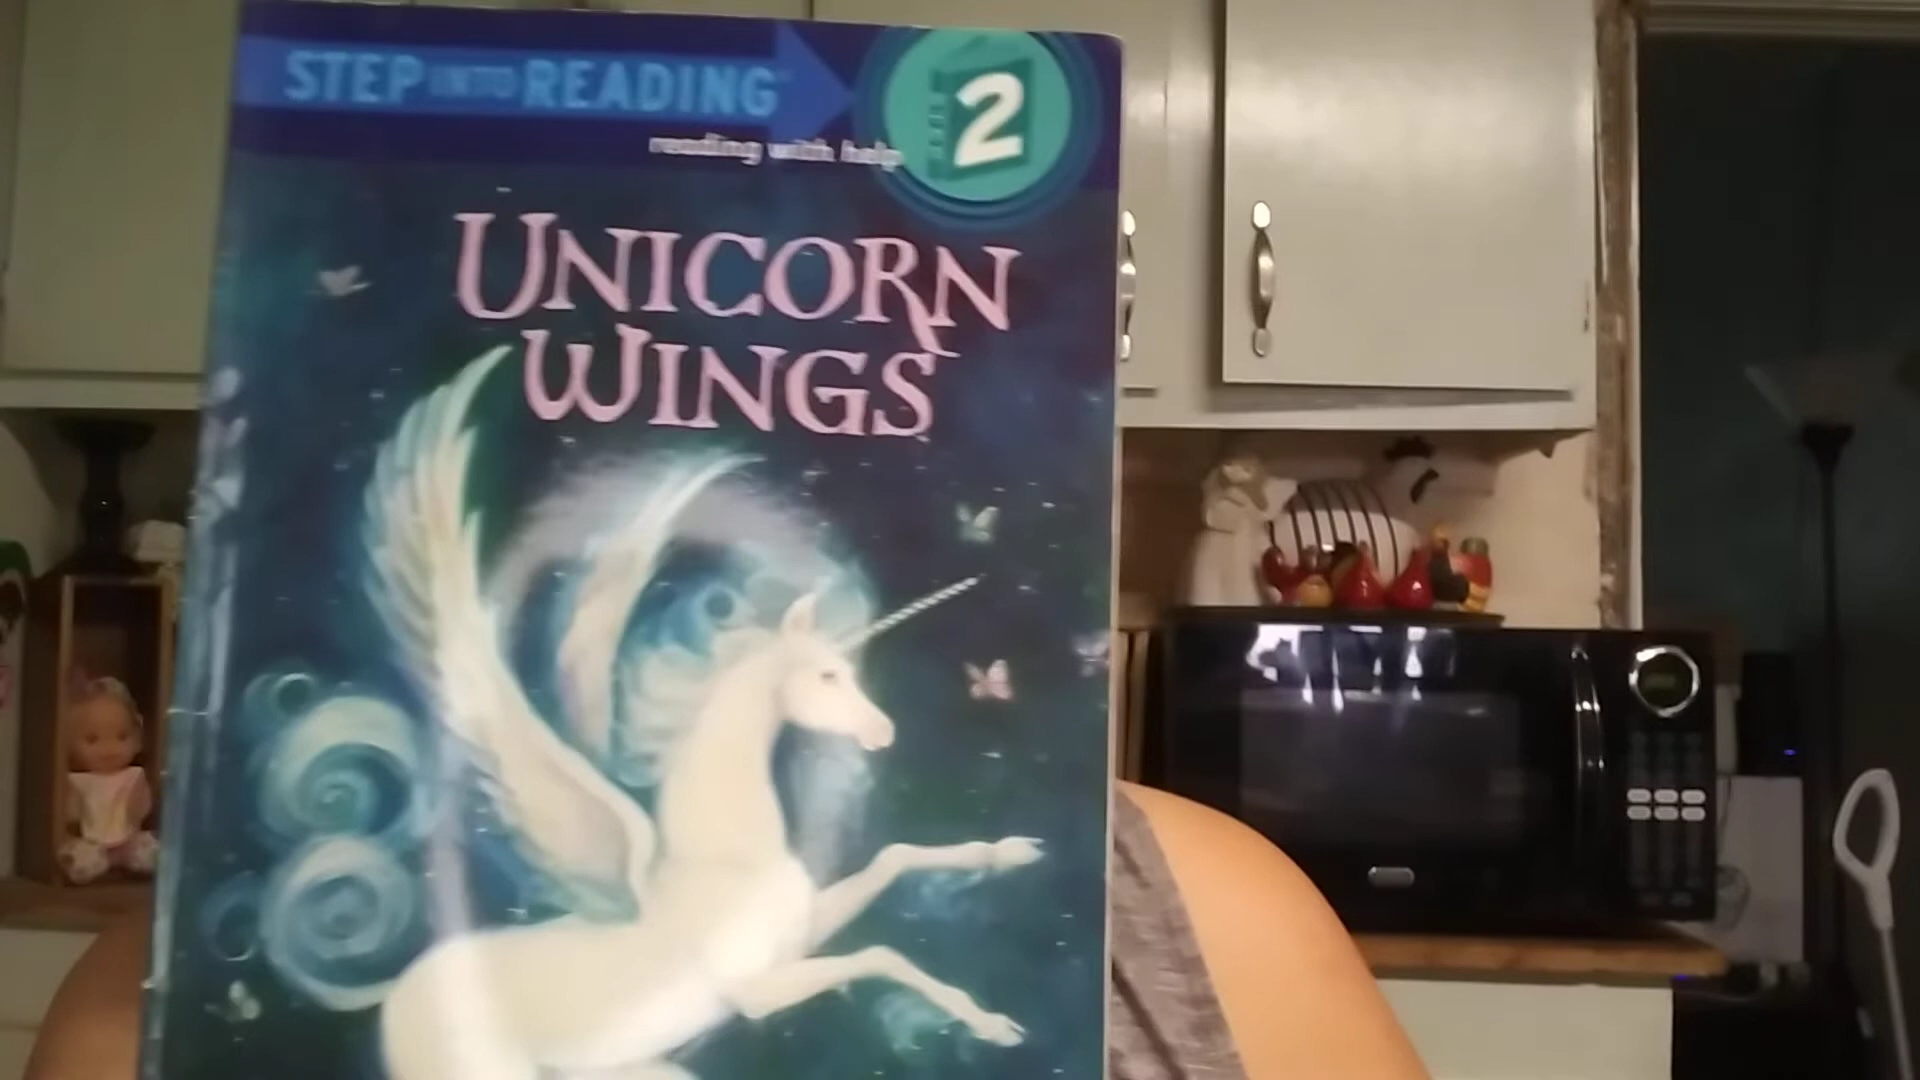 STEP INTO READING
2
reading with help
UNICORN
WINGS